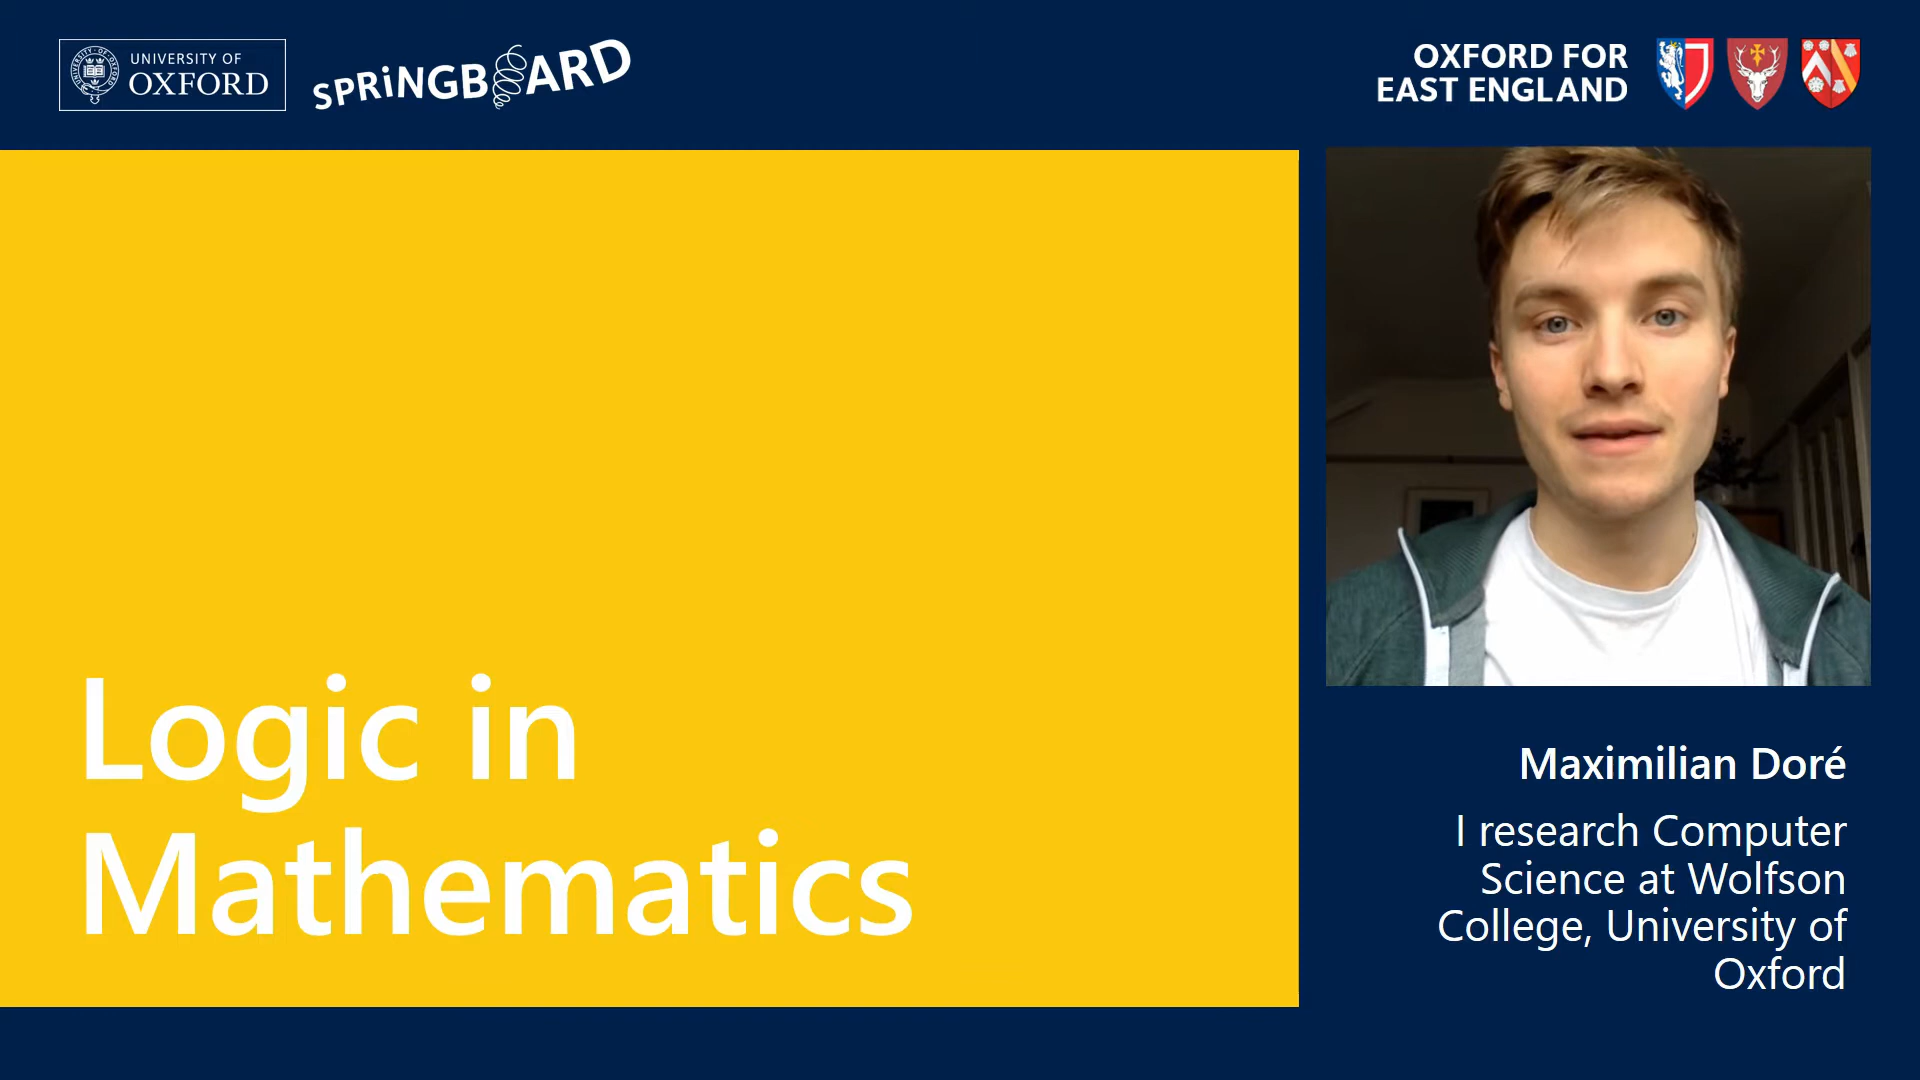 UNIVERSITY OF
OXFORD
SPRiNGBOARD
OXFORD FOR
EAST ENGLAND
Logic in
Mathematics
Maximilian Doré
I research Computer
Science at Wolfson
College, University of
Oxford